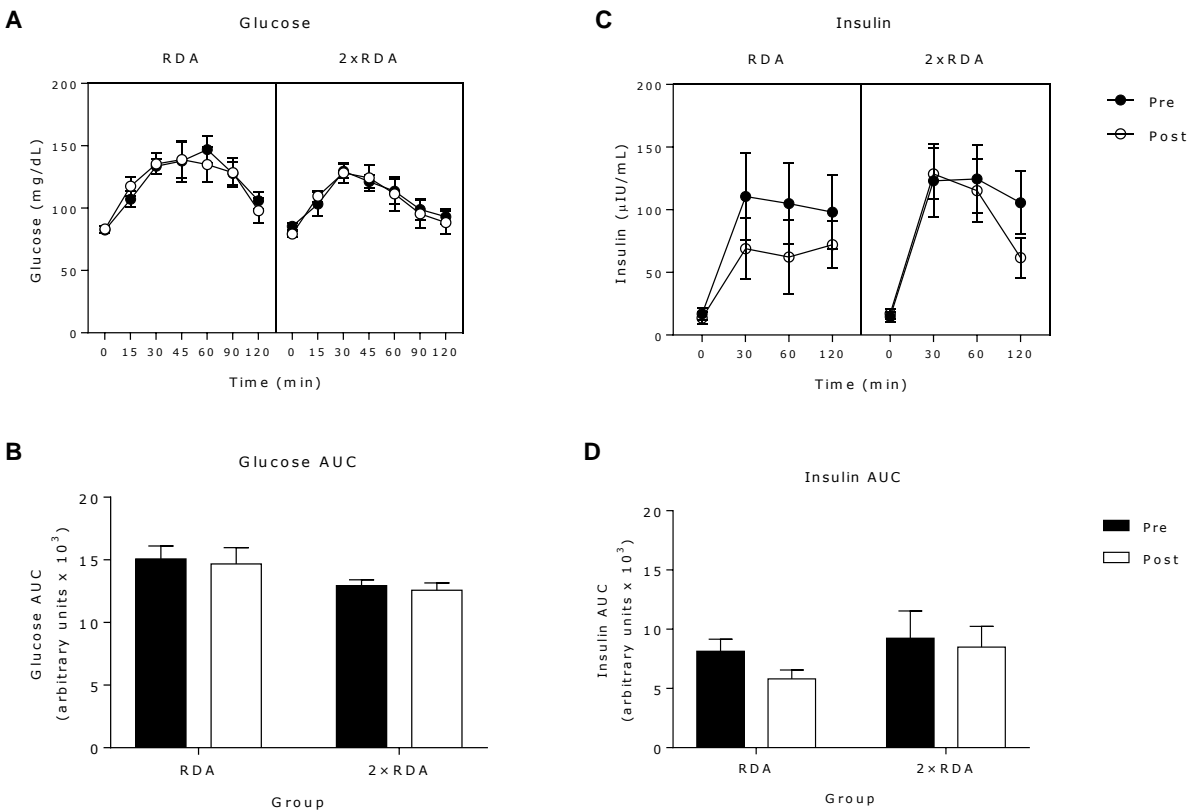 A
Glucose
RDA
2xRDA
Glucose (mg/dL)
200
150
100
50
0
0 15 30 45 60 90 120 0 15 30 45 60 90 120
Time (min)
C
Insulin
RDA
2xRDA
Insulin (μIU/mL)
200
150
100
50
0
0 30 60 120 0 30 60 120
Time (min)
Pre
Post
B
Glucose AUC
Glucose AUC
(arbitrary units x 10³)
20
15
10
5
0
RDA 2×RDA
Group
D
Insulin AUC
Insulin AUC
(arbitrary units x 10³)
20
15
10
5
0
RDA 2×RDA
Group
Pre
Post